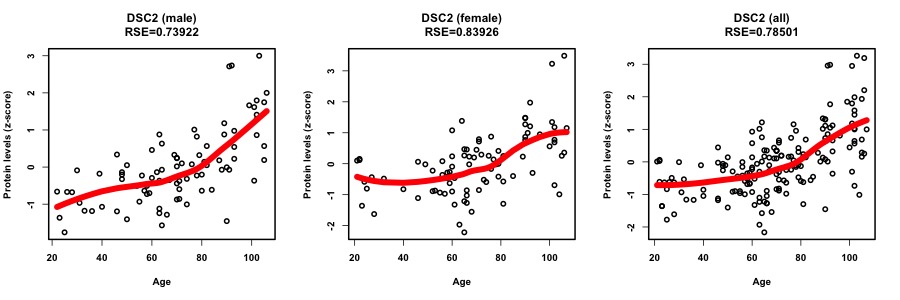 DSC2 (male)
RSE=0.73922
Protein levels (z-score)
3
2
1
0
-1
20 40 60 80 100
Age
DSC2 (female)
RSE=0.83926
Protein levels (z-score)
3
2
1
0
-1
-2
20 40 60 80 100
Age
DSC2 (all)
RSE=0.78501
Protein levels (z-score)
3
2
1
0
-1
-2
20 40 60 80 100
Age